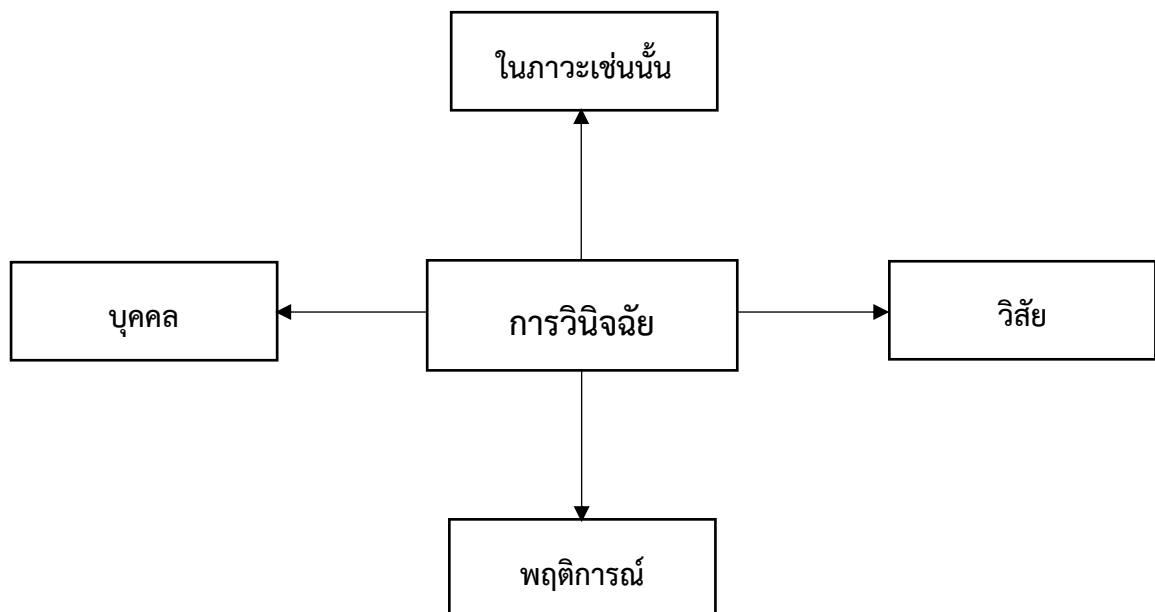 ในภาวะเช่นนั้น
บุคคล
การวินิจฉัย
วิสัย
พฤติการณ์